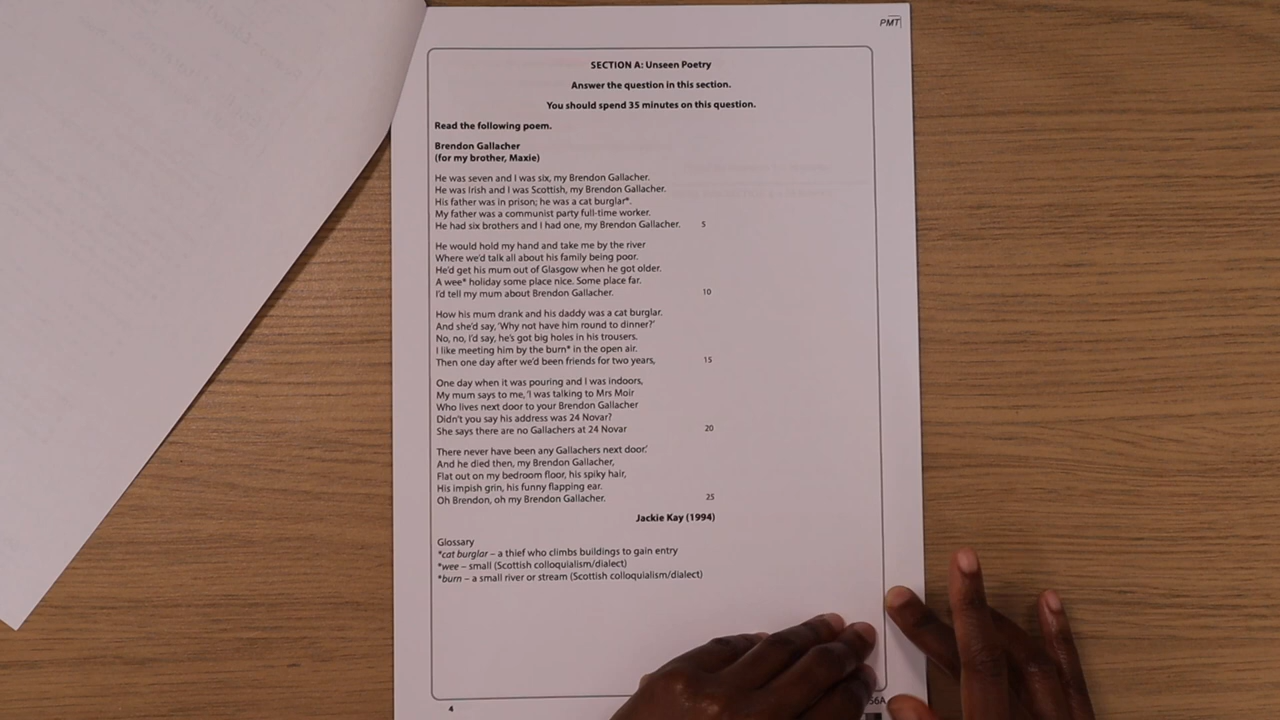 PMT
SECTION A: Unseen Poetry
Answer the question in this section.
You should spend 35 minutes on this question.
Read the following poem.
Brendon Gallacher
(for my brother, Maxie)
He was seven and I was six, my Brendon Gallacher.
He was Irish and I was Scottish, my Brendon Gallacher.
His father was in prison; he was a cat burglar*.
My father was a communist party full-time worker.
He had six brothers and I had one, my Brendon Gallacher. 5
He would hold my hand and take me by the river
Where we'd talk all about his family being poor.
He'd get his mum out of Glasgow when he got older.
A wee* holiday some place nice. Some place far.
I'd tell my mum about Brendon Gallacher. 10
How his mum drank and his daddy was a cat burglar.
And she'd say, 'Why not have him round to dinner?'
No, no, I'd say, he's got big holes in his trousers.
I like meeting him by the burn* in the open air.
Then one day after we'd been friends for two years, 15
One day when it was pouring and I was indoors,
My mum says to me, 'I was talking to Mrs Moir
Who lives next door to your Brendon Gallacher
Didn't you say his address was 24 Novar?
She says there are no Gallachers at 24 Novar 20
There never have been any Gallachers next door.'
And he died then, my Brendon Gallacher,
Flat out on my bedroom floor, his spiky hair,
His impish grin, his funny flapping ear.
Oh Brendon, oh my Brendon Gallacher. 25
Jackie Kay (1994)
Glossary
*cat burglar – a thief who climbs buildings to gain entry
*wee – small (Scottish colloquialism/dialect)
*burn – a small river or stream (Scottish colloquialism/dialect)
4
56A